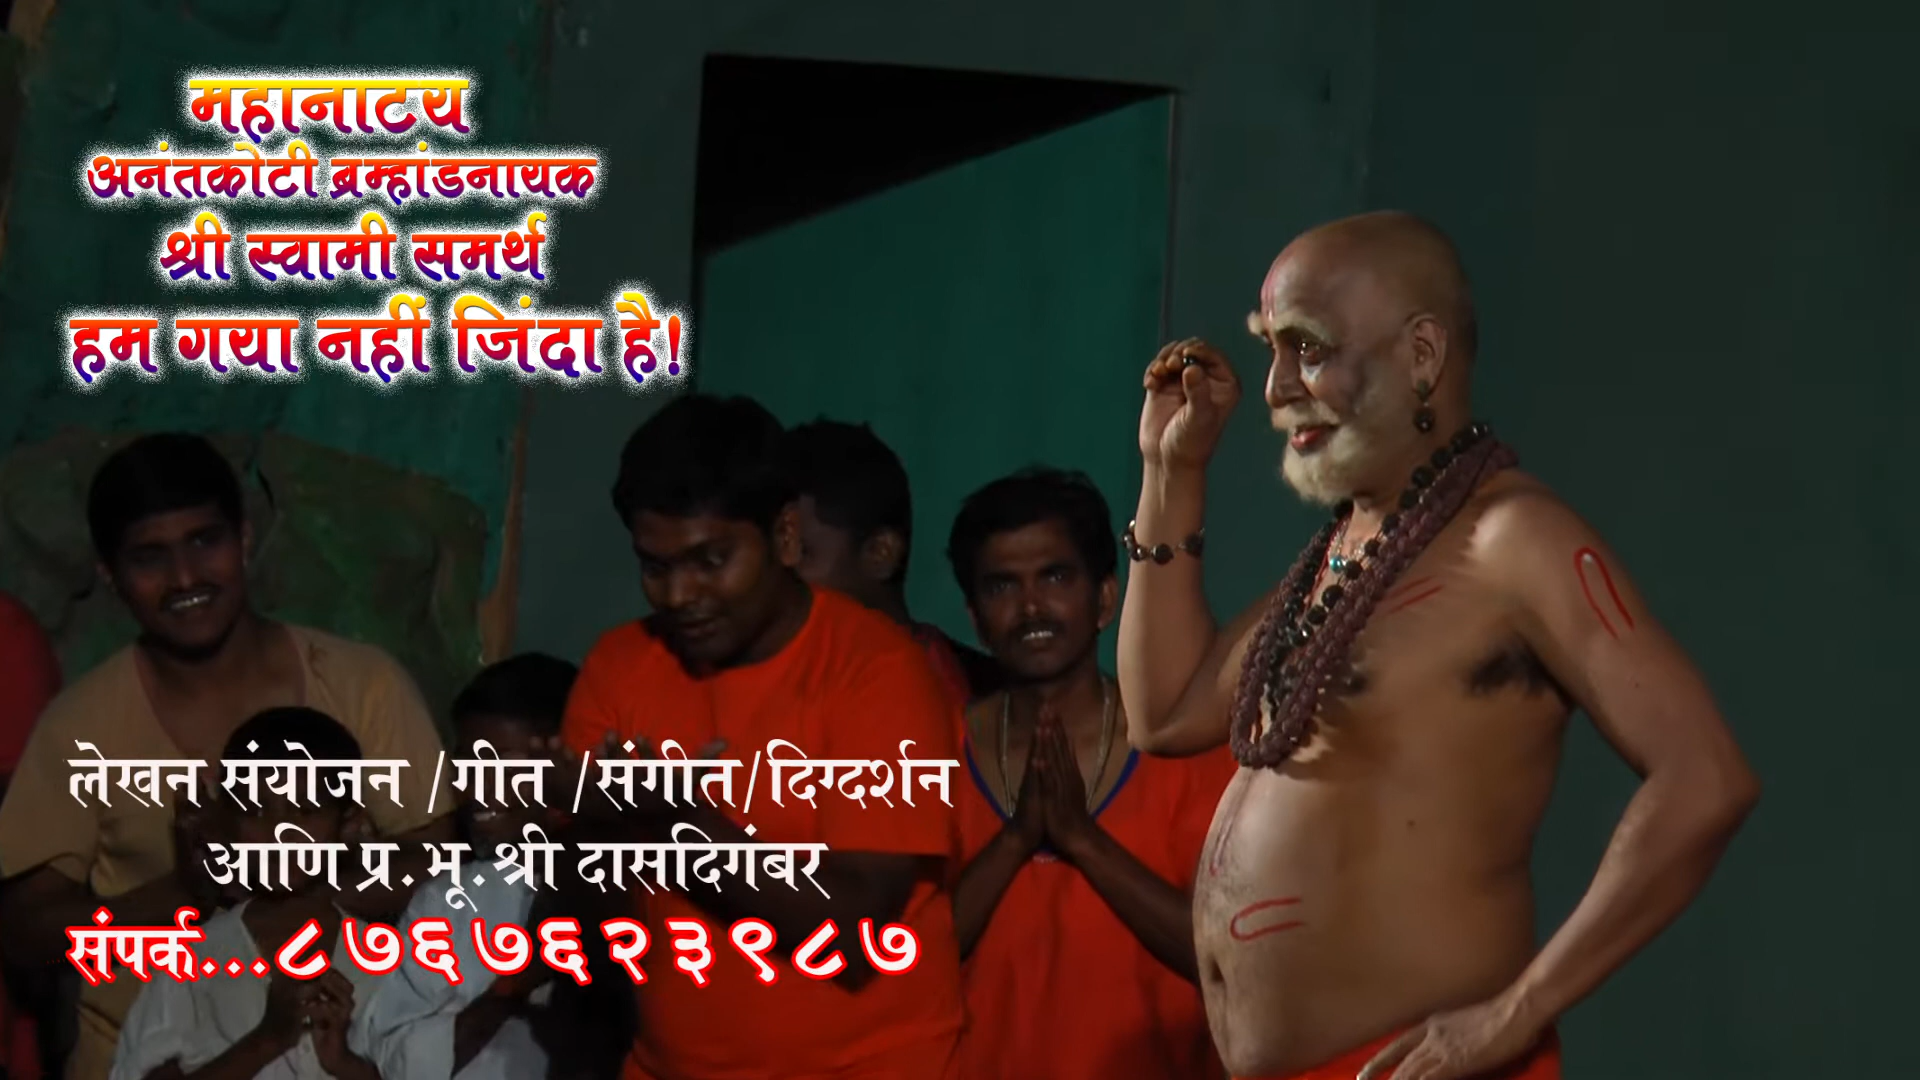 महानाटय
अनंतकोटी ब्रम्हांडनायक
श्री स्वामी समर्थ
हम गया नहीं जिंदा है!
लेखन संयोजन /गीत /संगीत/दिग्दर्शन
आणि प्र.भू.श्री दासदिगंबर
संपर्क...८७६७६२३९८७